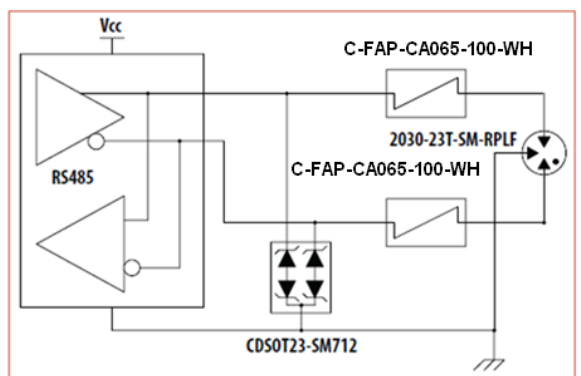 Vcc
C-FAP-CA065-100-WH
2030-23T-SM-RPLF
RS485
C-FAP-CA065-100-WH
CDSOT23-SM712